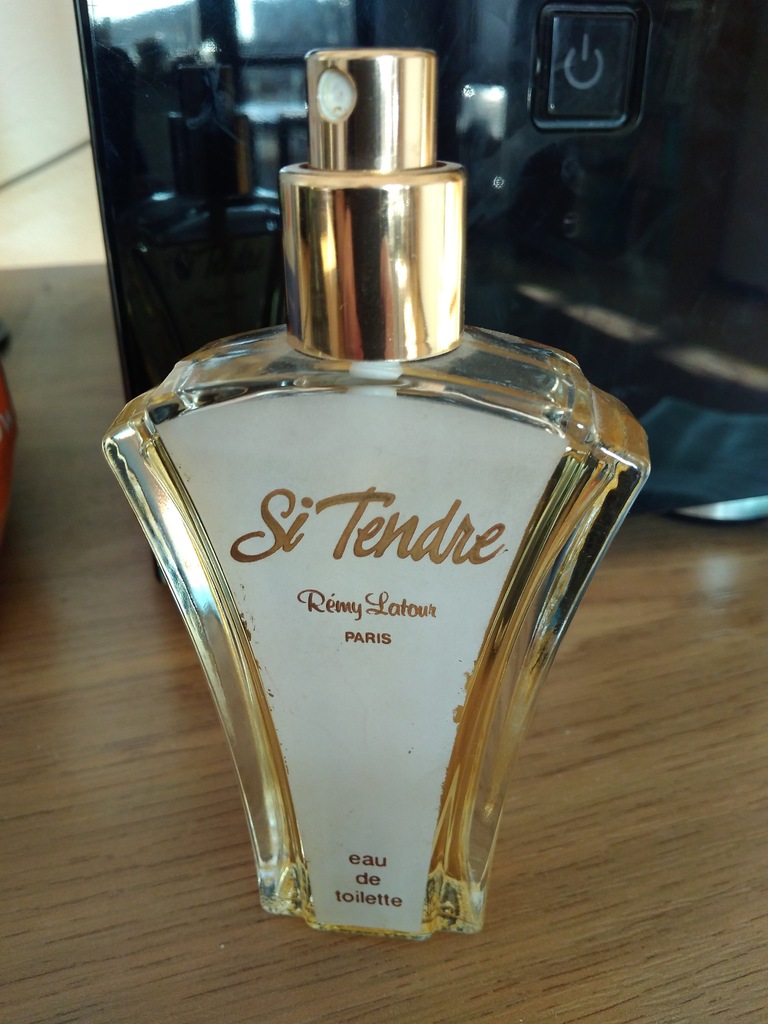 Si Tendre
Rémy Latour
PARIS
eau
de
toilette